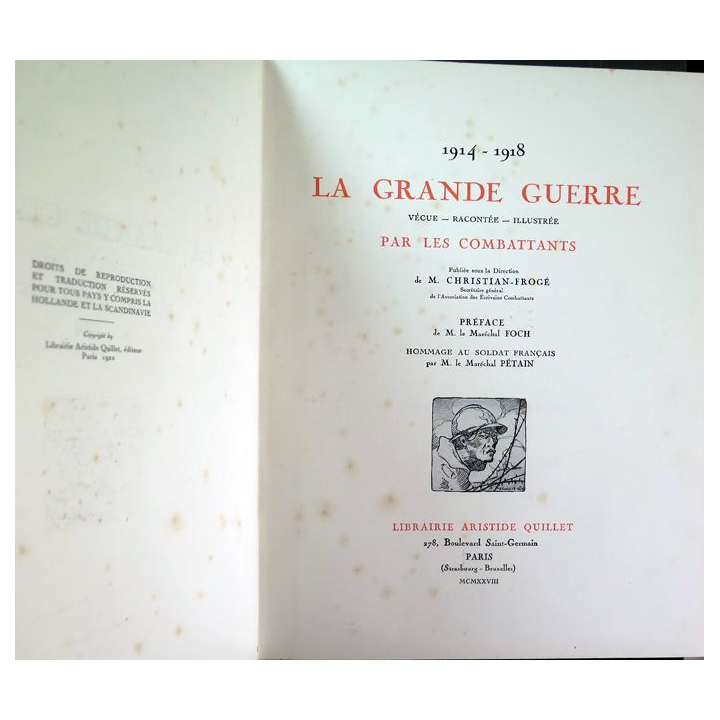 DROITS DE REPRODUCTION
ET TRADUCTION RÉSERVÉS
POUR TOUS PAYS Y COMPRIS LA
HOLLANDE ET LA SCANDINAVIE
Copyright by
Librairie Aristide Quillet, éditeur
Paris 1922
1914 - 1918
LA GRANDE GUERRE
VÉCUE — RACONTÉE — ILLUSTRÉE
PAR LES COMBATTANTS
Publiée sous la Direction
de M. CHRISTIAN-FROGÉ
Secrétaire général
de l'Association des Écrivains Combattants
PRÉFACE
de M. le Maréchal FOCH
HOMMAGE AU SOLDAT FRANÇAIS
par M. le Maréchal PÉTAIN
LIBRAIRIE ARISTIDE QUILLET
278, Boulevard Saint-Germain
PARIS
(Strasbourg - Bruxelles)
MCMXXVIII